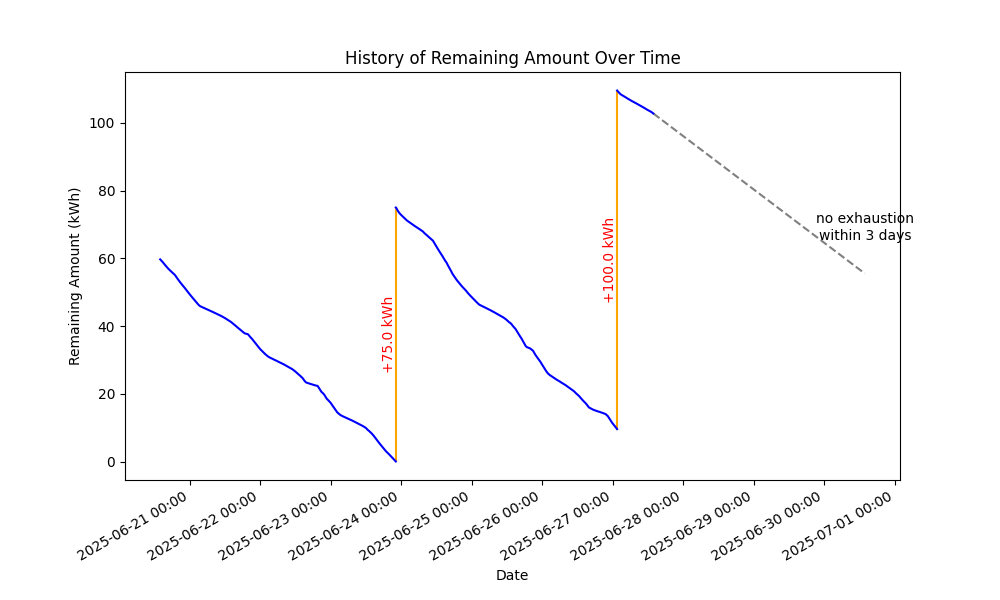 History of Remaining Amount Over Time
Remaining Amount (kWh)
100
80
60
40
20
0
+75.0 kWh
+100.0 kWh
no exhaustion
within 3 days
2025-06-21 00:00
2025-06-22 00:00
2025-06-23 00:00
2025-06-24 00:00
2025-06-25 00:00
2025-06-26 00:00
2025-06-27 00:00
2025-06-28 00:00
2025-06-29 00:00
2025-06-30 00:00
2025-07-01 00:00
Date